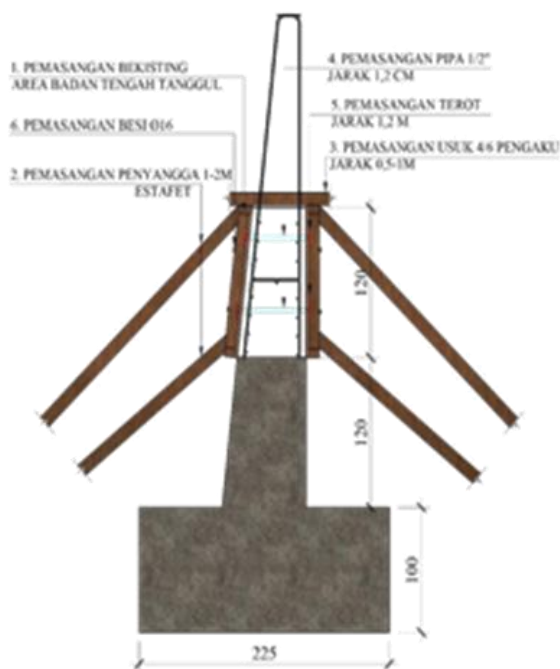 1. PEMASANGAN BEKISTING
AREA BADAN TENGAH TANGGUL
6. PEMASANGAN BESI Ø16
2. PEMASANGAN PENYANGGA 1-2M
ESTAFET
4. PEMASANGAN PIPA 1/2"
JARAK 1,2 CM
5. PEMASANGAN TEROT
JARAK 1,2 M
3. PEMASANGAN USUK 4/6 PENGAKU
JARAK 0,5-1M
120
120
100
225